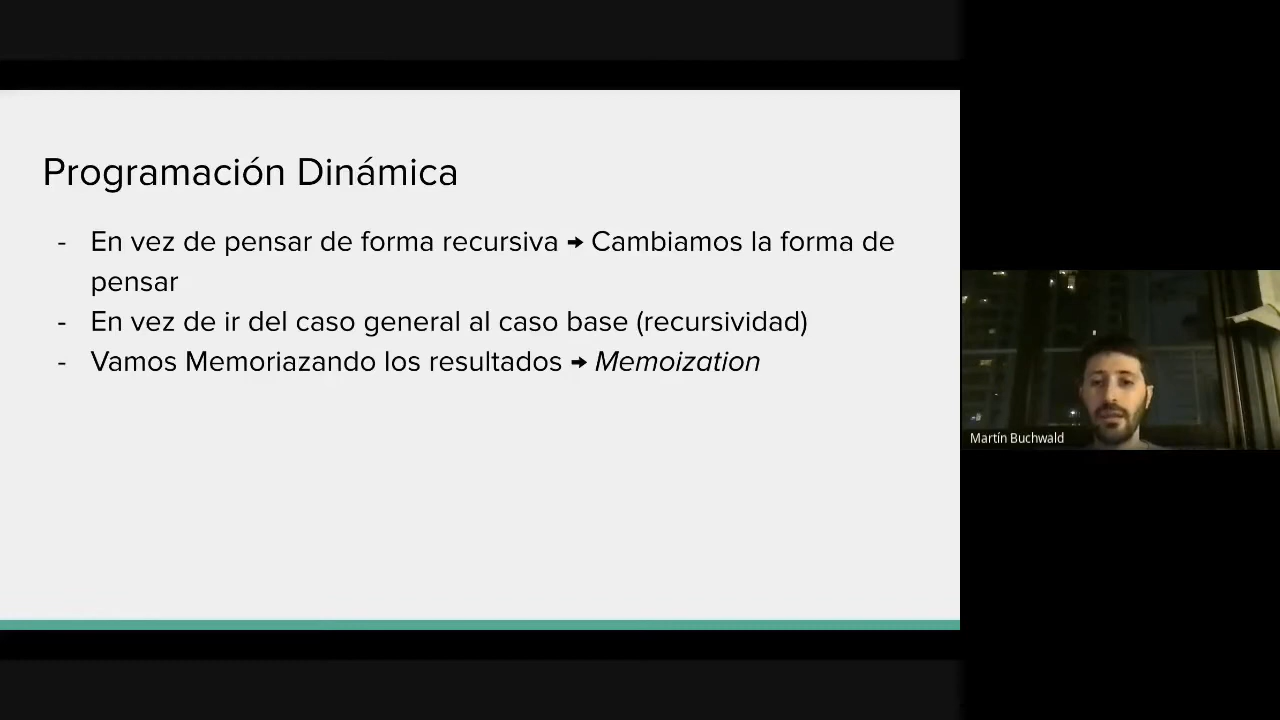 Programación Dinámica
- En vez de pensar de forma recursiva ➞ Cambiamos la forma de
pensar
- En vez de ir del caso general al caso base (recursividad)
- Vamos Memoriazando los resultados ➞ Memoization
Martín Buchwald